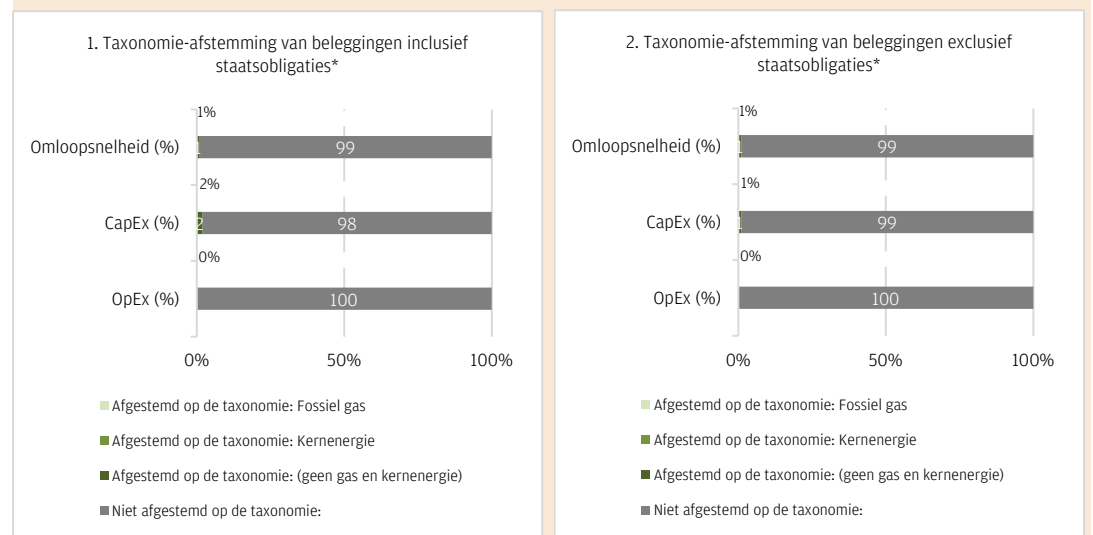 1. Taxonomie-afstemming van beleggingen inclusief
staatsobligaties*
1%
Omloopsnelheid (%)
1
99
2%
CapEx (%)
2
98
0%
OpEx (%)
100
0%
50%
100%
Afgestemd op de taxonomie: Fossiel gas
Afgestemd op de taxonomie: Kernenergie
Afgestemd op de taxonomie: (geen gas en kernenergie)
Niet afgestemd op de taxonomie:
2. Taxonomie-afstemming van beleggingen exclusief
staatsobligaties*
1%
Omloopsnelheid (%)
1
99
1%
CapEx (%)
1
99
0%
OpEx (%)
100
0%
50%
100%
Afgestemd op de taxonomie: Fossiel gas
Afgestemd op de taxonomie: Kernenergie
Afgestemd op de taxonomie: (geen gas en kernenergie)
Niet afgestemd op de taxonomie: